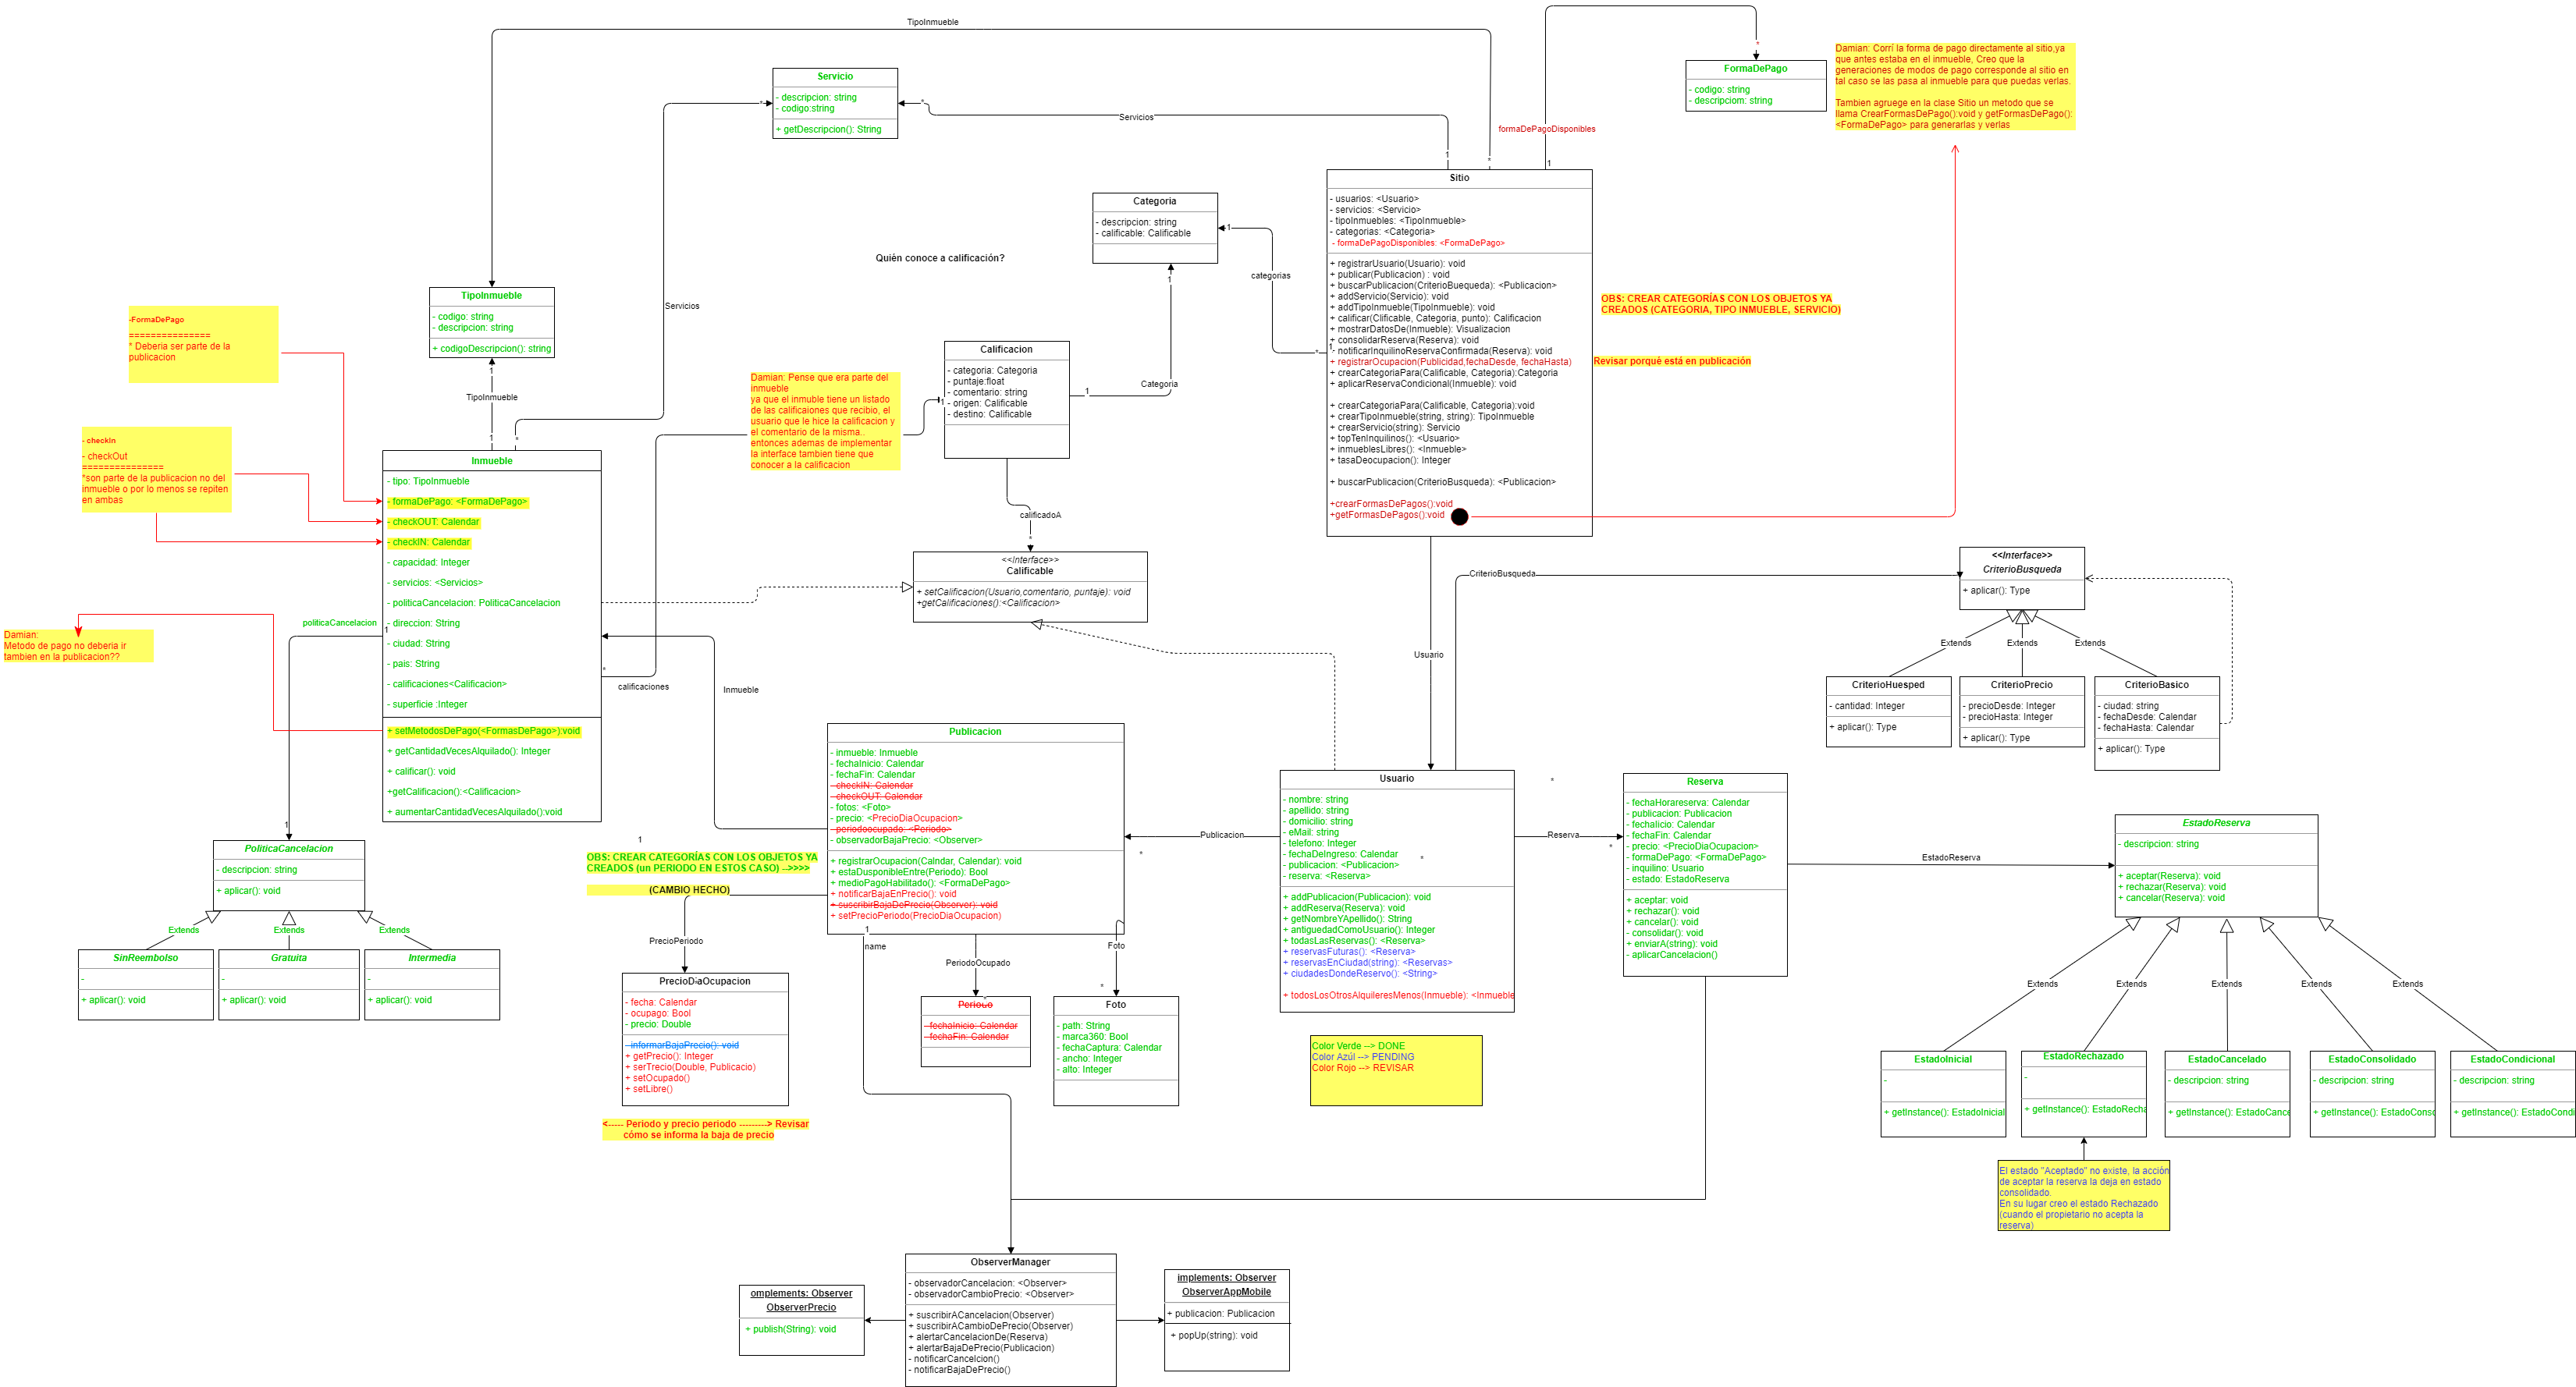 TipoInmueble
Servicio
- descripcion: string
- codigo:string
+ getDescripcion(): String
*
*
Servicios
1
*
1
formaDePagoDisponibles
*
FormaDePago
- codigo: string
- descripciom: string
Damian: Corrí la forma de pago directamente al sitio,ya
que antes estaba en el inmueble, Creo que la
generaciones de modos de pago corresponde al sitio en
tal caso se las pasa al inmueble para que puedas verlas.
Tambien agruege en la clase Sitio un metodo que se
llama CrearFormasDePago():void y getFormasDePago():
<FormaDePago> para generarlas y verlas
Sitio
- usuarios: <Usuario>
- servicios: <Servicio>
- tipoInmuebles: <TipoInmueble>
- categorias: <Categoria>
- formaDePagoDisponibles: <FormaDePago>
+ registrarUsuario(Usuario): void
+ publicar(Publicacion) : void
+ buscarPublicacion(CriterioBuequeda): <Publicacion>
+ addServicio(Servicio): void
+ addTipoInmueble(TipoInmueble): void
+ calificar(Clificable, Categoria, punto): Calificacion
+ mostrarDatosDe(Inmueble): Visualizacion
+ consolidarReserva(Reserva): void
- notificarInquilinoReservaConfirmada(Reserva): void
+ registrarOcupacion(Publicidad,fechaDesde, fechaHasta)
+ crearCategoriaPara(Calificable, Categoria):Categoria
+ aplicarReservaCondicional(Inmueble): void
+ crearCategoriaPara(Calificable, Categoria):void
+ crearTipoInmueble(string, string): TipoInmueble
+ crearServicio(string): Servicio
+ topTenInquilinos(): <Usuario>
+ inmueblesLibres(): <Inmueble>
+ tasaDeocupacion(): Integer
+ buscarPublicacion(CriterioBusqueda): <Publicacion>
+crearFormasDePagos():void
+getFormasDePagos():void
OBS: CREAR CATEGORÍAS CON LOS OBJETOS YA
CREADOS (CATEGORIA, TIPO INMUEBLE, SERVICIO)
Revisar porqué está en publicación
Categoria
- descripcion: string
- calificable: Calificable
1
categorias
*
1
1
Categoria
1
Quién conoce a calificación?
TipoInmueble
- codigo: string
- descripcion: string
+ codigoDescripcion(): string
1
TipoInmueble
1
*
Servicios
-FormaDePago
===============
* Debería ser parte de la
publicacion
- checkIn
- checkOut
===============
*son parte de la publicacion no del
inmueble o por lo menos se repiten
en ambas
Damian: Pense que era parte del
inmueble
ya que el inmuble tiene un listado
de las calificaiones que recibio, el
usuario que le hice la calificacion y
el comentario de la misma..
entonces ademas de implementar
la interface tambien tiene que
conocer a la calificacion
Calificacion
- categoria: Categoria
- puntaje:float
- comentario: string
- origen: Calificable
- destino: Calificable
1
calificadoA
*
<<Interface>>
Calificable
+ setCalificacion(Usuario,comentario, puntaje): void
+getCalificaciones():<Calificacion>
Inmueble
- tipo: TipoInmueble
- formaDePago: <FormaDePago>
- checkOUT: Calendar
- checkIN: Calendar
- capacidad: Integer
- servicios: <Servicios>
- politicaCancelacion: PoliticaCancelacion
- direccion: String
- ciudad: String
- pais: String
- calificaciones<Calificacion>
- superficie :Integer
+ setMetodosDePago(<FormasDePago>):void
+ getCantidadVecesAlquilado(): Integer
+ calificar(): void
+getCalificacion():<Calificacion>
+ aumentarCantidadVecesAlquilado():void
Damian:
Metodo de pago no deberia ir
tambien en la publicacion??
politicaCancelacion
1
1
*
calificaciones
Inmueble
PoliticaCancelacion
- descripcion: string
+ aplicar(): void
Extends
Extends
Extends
SinReembolso
-
+ aplicar(): void
Gratuita
-
+ aplicar(): void
Intermedia
-
+ aplicar(): void
1
OBS: CREAR CATEGORÍAS CON LOS OBJETOS YA
CREADOS (un PERIODO EN ESTOS CASO) -->>>>
(CAMBIO HECHO)
Publicacion
- inmueble: Inmueble
- fechaInicio: Calendar
- fechaFin: Calendar
- checkIN: Calendar
- checkOUT: Calendar
- fotos: <Foto>
- precio: <PrecioDiaOcupacion>
- periodoocupado: <Periodo>
- observadorBajaPrecio: <Observer>
+ registrarOcupacion(Calndar, Calendar): void
+ estaDusponibleEntre(Periodo): Bool
+ medioPagoHabilitado(): <FormaDePago>
+ notificarBajaEnPrecio(): void
+ suscribirBajaDePrecio(Observer): void
+ setPrecioPeriodo(PrecioDiaOcupacion)
1
name
PrecioPeriodo
PeriodoOcupado
Foto
*
PrecioDiaOcupacion
- fecha: Calendar
- ocupago: Bool
- precio: Double
- informarBajaPrecio(): void
+ getPrecio(): Integer
+ serTrecio(Double, Publicacio)
+ setOcupado()
+ setLibre()
<----- Periodo y precio periodo ---------> Revisar
cómo se informa la baja de precio
*
Periodo
- fechaInicio: Calendar
- fechaFin: Calendar
Foto
- path: String
- marca360: Bool
- fechaCaptura: Calendar
- ancho: Integer
- alto: Integer
Publicacion
*
Usuario
Usuario
- nombre: string
- apellido: string
- domicilio: string
- eMail: string
- telefono: Integer
- fechaDeIngreso: Calendar
- publicacion: <Publicacion>
- reserva: <Reserva>
*
+ addPublicacion(Publicacion): void
+ addReserva(Reserva): void
+ getNombreYApellido(): String
+ antiguedadComoUsuario(): Integer
+ todasLasReservas(): <Reserva>
+ reservasFuturas(): <Reserva>
+ reservasEnCiudad(string): <Reservas>
+ ciudadesDondeReservo(): <String>
+ todosLosOtrosAlquileresMenos(Inmueble): <Inmueble
Color Verde --> DONE
Color Azúl --> PENDING
Color Rojo --> REVISAR
*
Reserva
*
Reserva
- fechaHorareserva: Calendar
- publicacion: Publicacion
- fechaIicio: Calendar
- fechaFin: Calendar
- precio: <PrecioDiaOcupacion>
- formaDePago: <FormaDePago>
- inquilino: Usuario
- estado: EstadoReserva
+ aceptar: void
+ rechazar(): void
+ cancelar(): void
- consolidar(): void
+ enviarA(string): void
- aplicarCancelacion()
CriterioBusqueda
<<Interface>>
CriterioBusqueda
+ aplicar(): Type
Extends
Extends
Extends
CriterioHuesped
- cantidad: Integer
+ aplicar(): Type
CriterioPrecio
- precioDesde: Integer
- precioHasta: Integer
+ aplicar(): Type
CriterioBasico
- ciudad: string
- fechaDesde: Calendar
- fechaHasta: Calendar
+ aplicar(): Type
EstadoReserva
EstadoReserva
- descripcion: string
+ aceptar(Reserva): void
+ rechazar(Reserva): void
+ cancelar(Reserva): void
Extends
Extends
Extends
Extends
Extends
EstadoInicial
-
+ getInstance(): EstadoInicial
EstadoRechazado
-
+ getInstance(): EstadoRecha
EstadoCancelado
- descripcion: string
+ getInstance(): EstadoCance
EstadoConsolidado
- descripcion: string
+ getInstance(): EstadoConso
EstadoCondicional
- descripcion: string
+ getInstance(): EstadoCondi
El estado "Aceptado" no existe, la acción
de aceptar la reserva la deja en estado
consolidado.
En su lugar creo el estado Rechazado
(cuando el propietario no acepta la
reserva)
ObserverManager
- observadorCancelacion: <Observer>
- observadorCambioPrecio: <Observer>
+ suscribirACancelacion(Observer)
+ suscribirACambioDePrecio(Observer)
+ alertarCancelacionDe(Reserva)
+ alertarBajaDePrecio(Publicacion)
- notificarCancelcion()
- notificarBajaDePrecio()
omplements: Observer
ObserverPrecio
+ publish(String): void
implements: Observer
ObserverAppMobile
+ publicacion: Publicacion
+ popUp(string): void